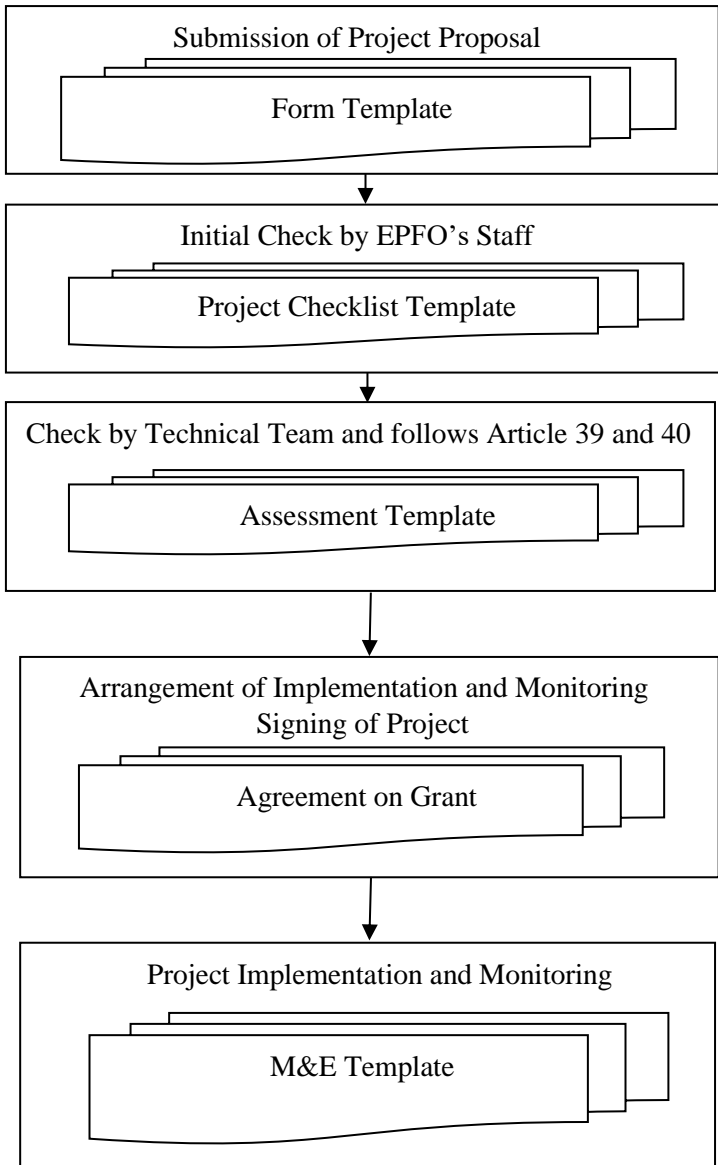 Submission of Project Proposal
Form Template
Initial Check by EPFO’s Staff
Project Checklist Template
Check by Technical Team and follows Article 39 and 40
Assessment Template
Arrangement of Implementation and Monitoring
Signing of Project
Agreement on Grant
Project Implementation and Monitoring
M&E Template